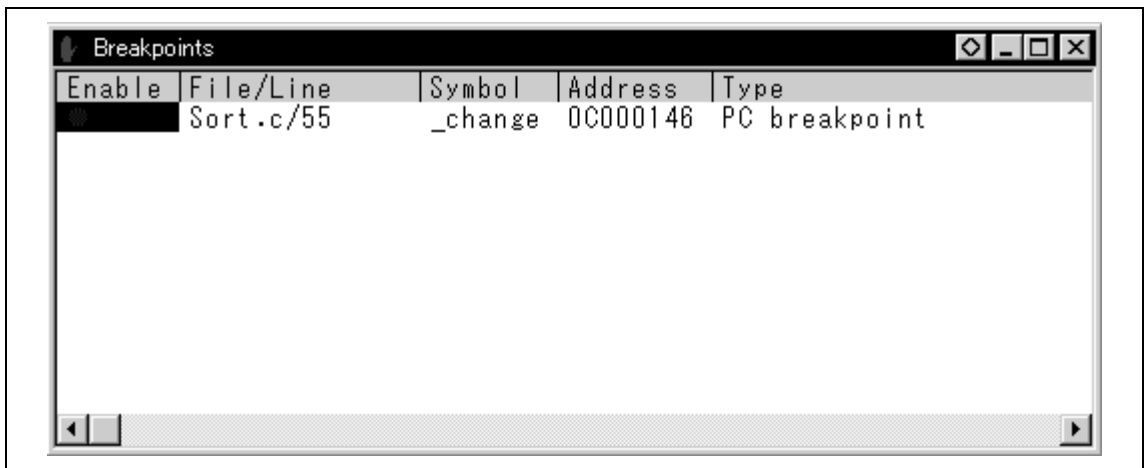 Breakpoints
Enable File/Line Symbol Address Type
Sort.c/55 _change 0C000146 PC breakpoint